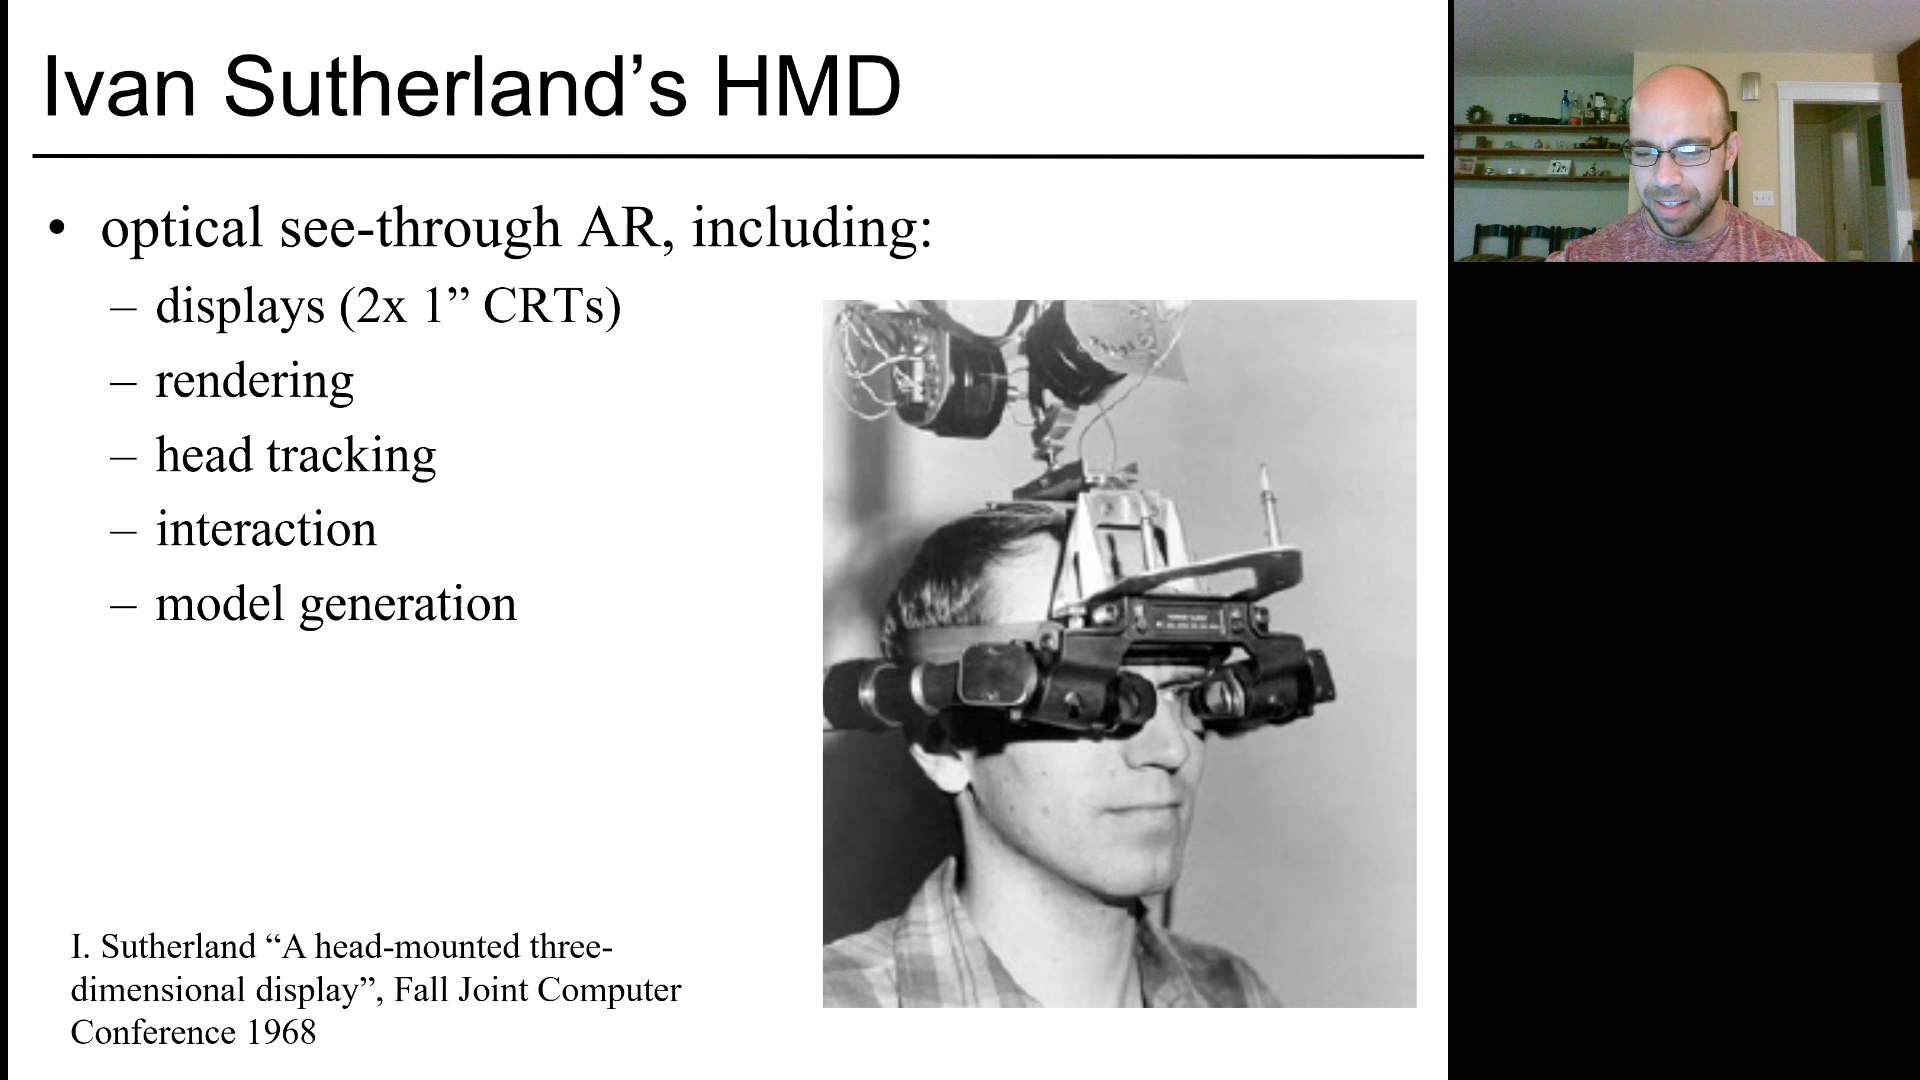 Ivan Sutherland’s HMD
• optical see-through AR, including:
– displays (2x 1” CRTs)
– rendering
– head tracking
– interaction
– model generation
I. Sutherland “A head-mounted three-
dimensional display”, Fall Joint Computer
Conference 1968